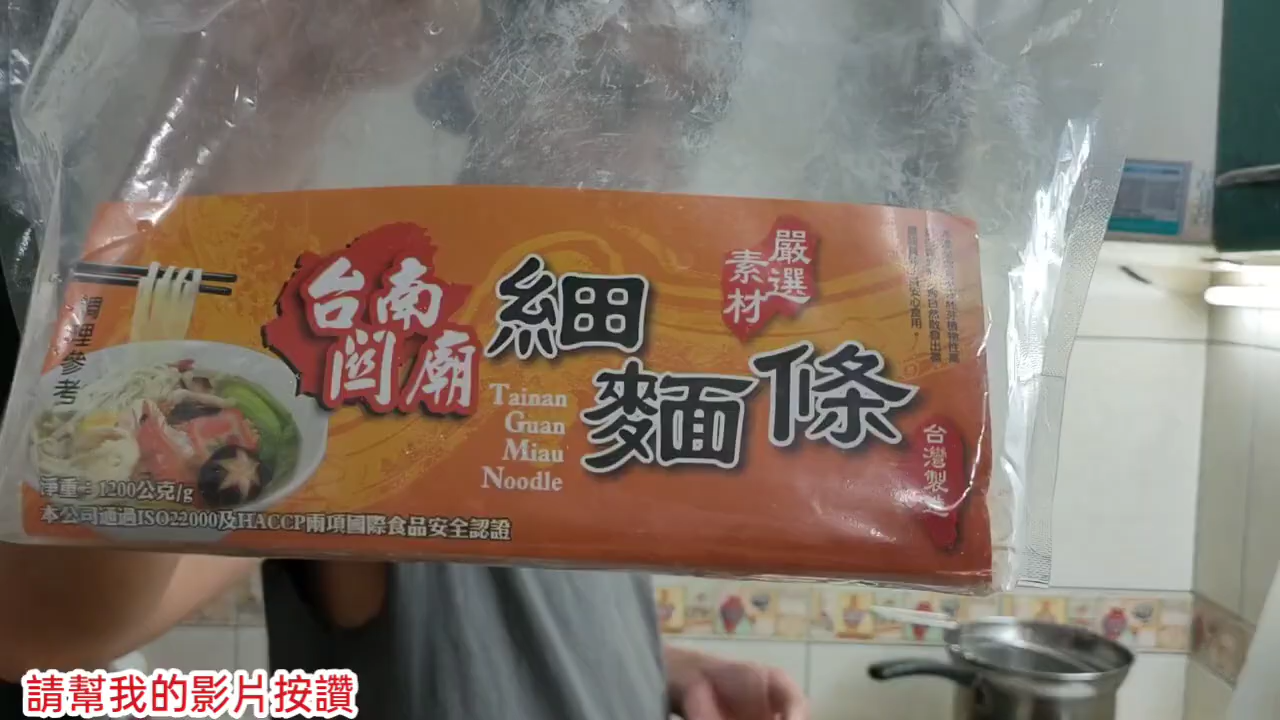 嚴選
素材
台南
關廟
細麵條
Tainan
Guan
Miau
Noodle
調理參考
台灣製造
淨重:1200公克/g
本公司通過ISO22000及HACCP兩項國際食品安全認證
請幫我的影片按讚